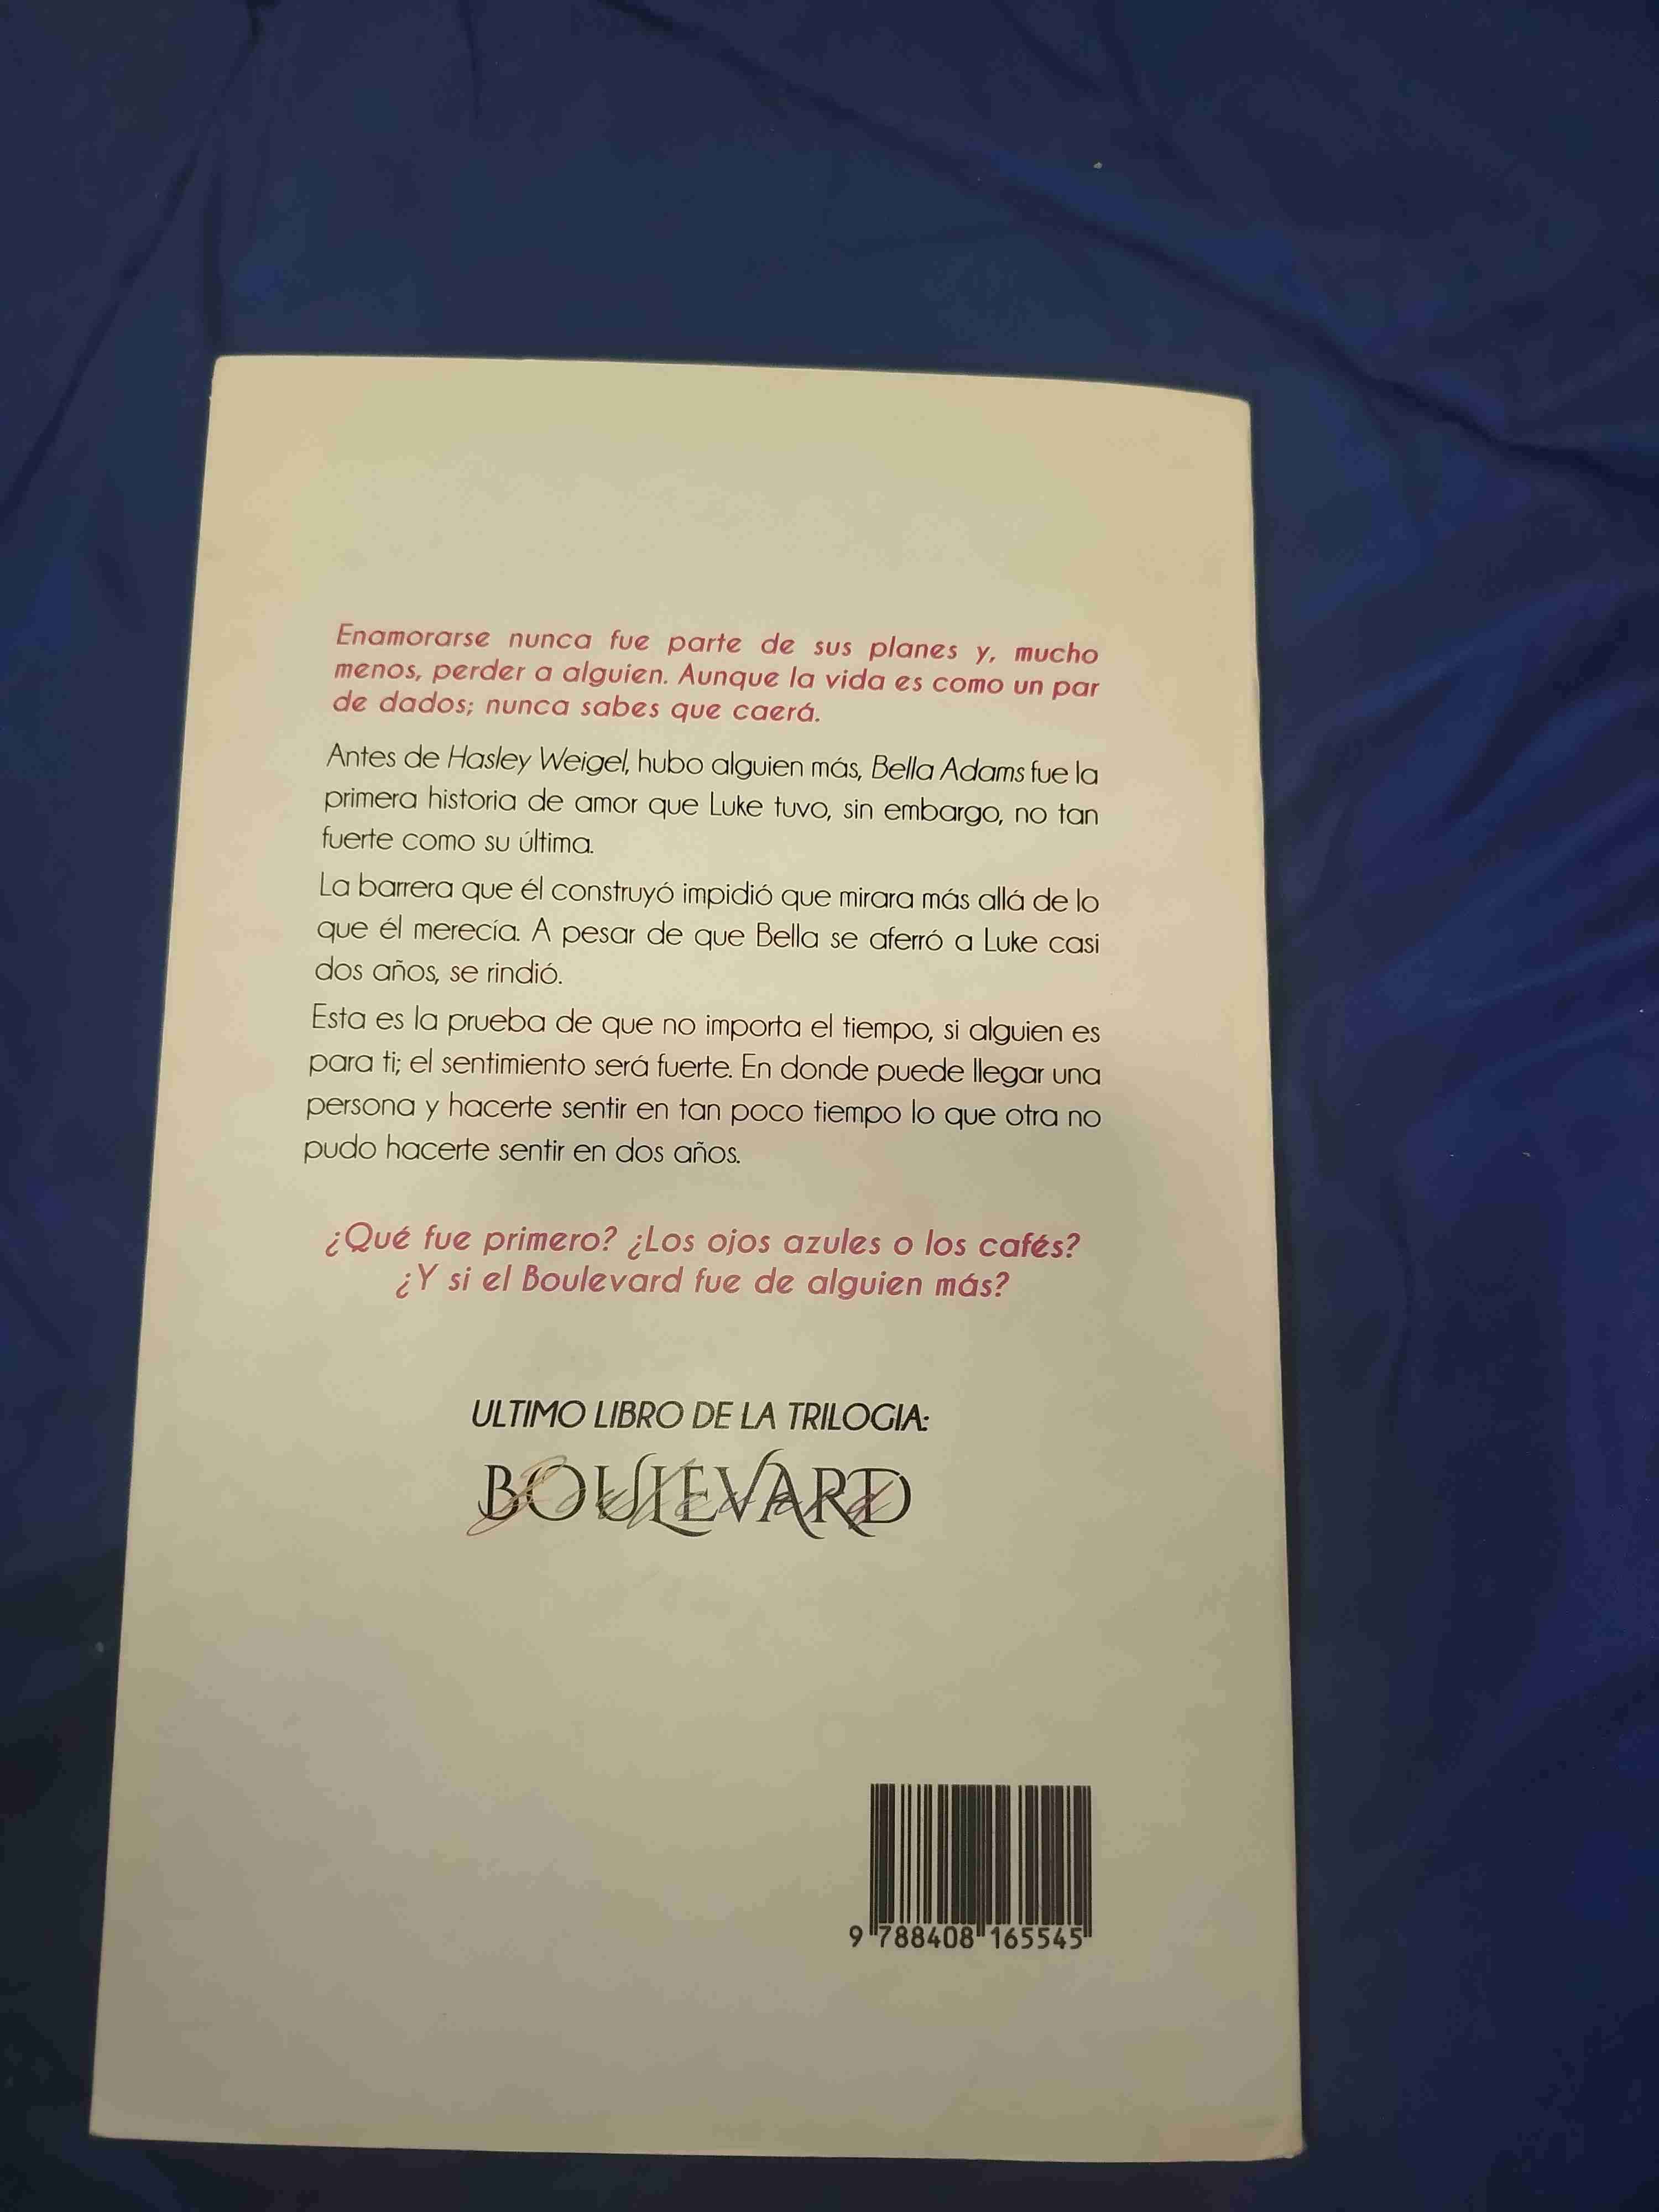 Enamorarse nunca fue parte de sus planes y, mucho
menos, perder a alguien. Aunque la vida es como un par
de dados; nunca sabes que caerá.
Antes de Hasley Weigel, hubo alguien más, Bella Adams fue la
primera historia de amor que Luke tuvo, sin embargo, no tan
fuerte como su última.
La barrera que él construyó impidió que mirara más allá de lo
que él merecía. A pesar de que Bella se aferró a Luke casi
dos años, se rindió.
Esta es la prueba de que no importa el tiempo, si alguien es
para ti; el sentimiento será fuerte. En donde puede llegar una
persona y hacerte sentir en tan poco tiempo lo que otra no
pudo hacerte sentir en dos años.
¿Qué fue primero? ¿Los ojos azules o los cafés?
¿Y si el Boulevard fue de alguien más?
ULTIMO LIBRO DE LA TRILOGIA:
BOULEVARD
Boulevard
9 788408 165545